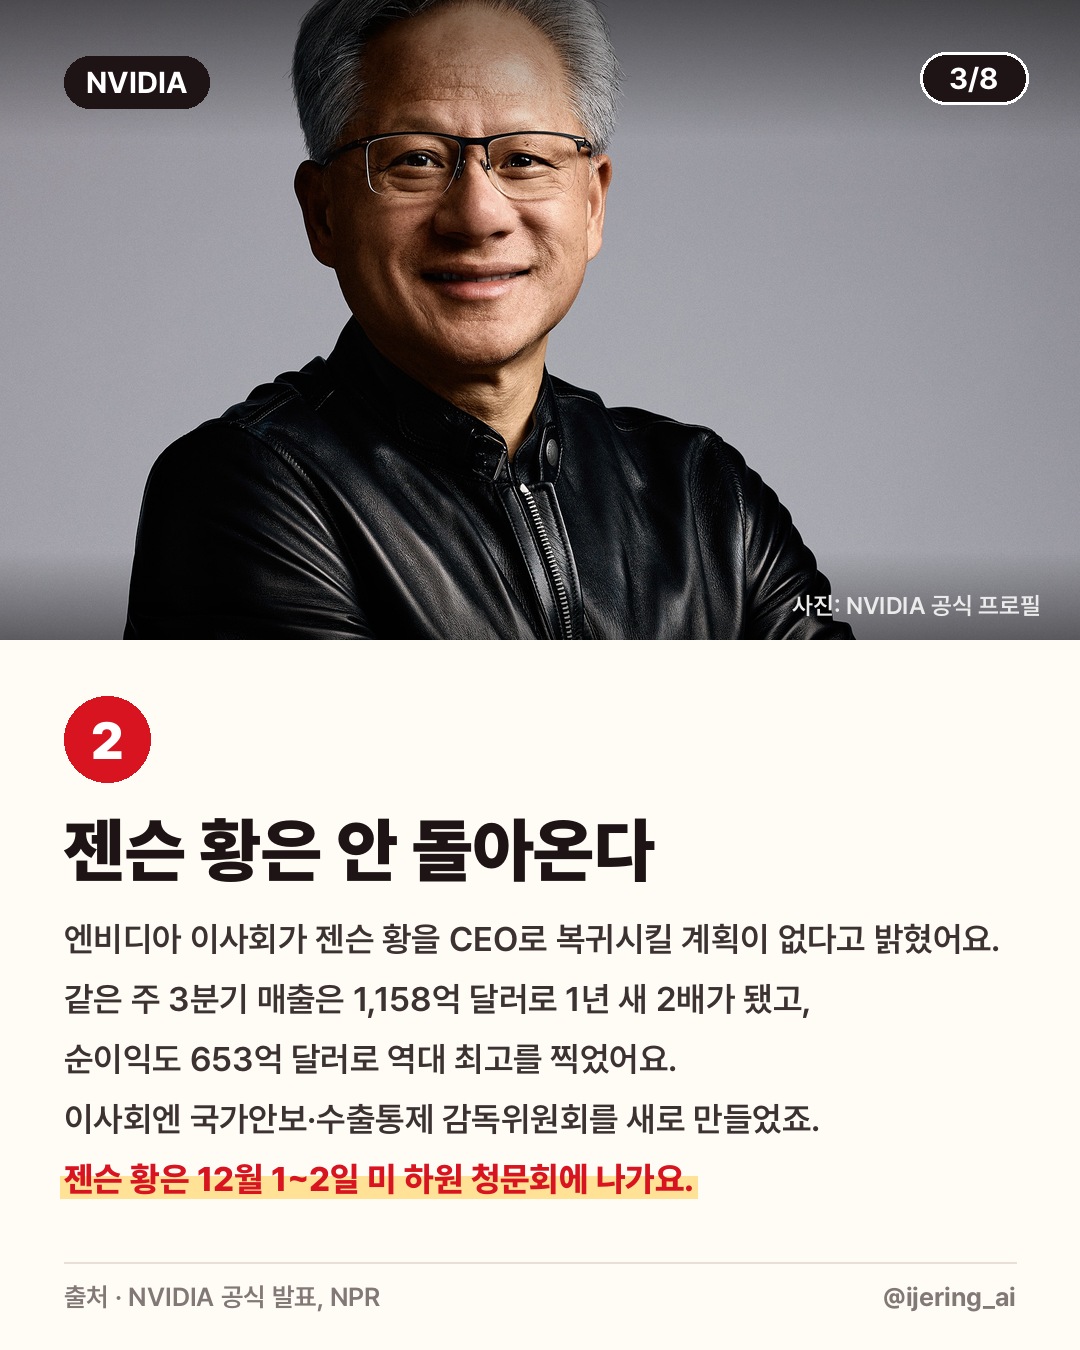 NVIDIA
3/8
사진: NVIDIA 공식 프로필
2
젠슨 황은 안 돌아온다
엔비디아 이사회가 젠슨 황을 CEO로 복귀시킬 계획이 없다고 밝혔어요.
같은 주 3분기 매출은 1,158억 달러로 1년 새 2배가 됐고,
순이익도 653억 달러로 역대 최고를 찍었어요.
이사회엔 국가안보·수출통제 감독위원회를 새로 만들었죠.
젠슨 황은 12월 1~2일 미 하원 청문회에 나가요.
출처 · NVIDIA 공식 발표, NPR
@ijering_ai